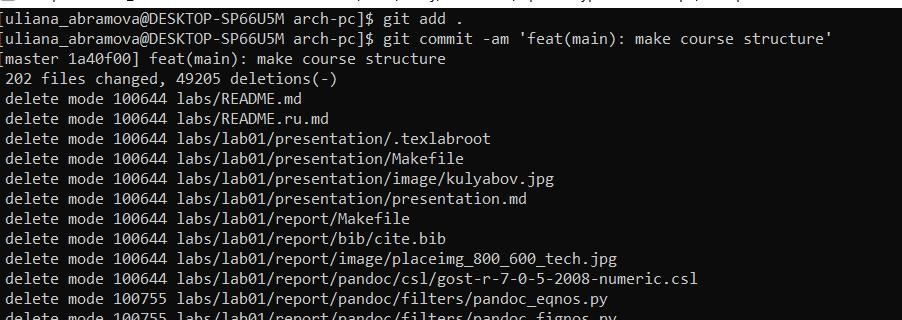 [uliana_abramova@DESKTOP-SP66U5M arch-pc]$ git add .
[uliana_abramova@DESKTOP-SP66U5M arch-pc]$ git commit -am 'feat(main): make course structure'
[master 1a40f00] feat(main): make course structure
202 files changed, 49205 deletions(-)
delete mode 100644 labs/README.md
delete mode 100644 labs/README.ru.md
delete mode 100644 labs/lab01/presentation/.texlabroot
delete mode 100644 labs/lab01/presentation/Makefile
delete mode 100644 labs/lab01/presentation/image/kulyabov.jpg
delete mode 100644 labs/lab01/presentation/presentation.md
delete mode 100644 labs/lab01/report/Makefile
delete mode 100644 labs/lab01/report/bib/cite.bib
delete mode 100644 labs/lab01/report/image/placeimg_800_600_tech.jpg
delete mode 100644 labs/lab01/report/pandoc/csl/gost-r-7-0-5-2008-numeric.csl
delete mode 100755 labs/lab01/report/pandoc/filters/pandoc_eqnos.py
delete mode 100755 labs/lab01/report/pandoc/filters/pandoc_fignos.py